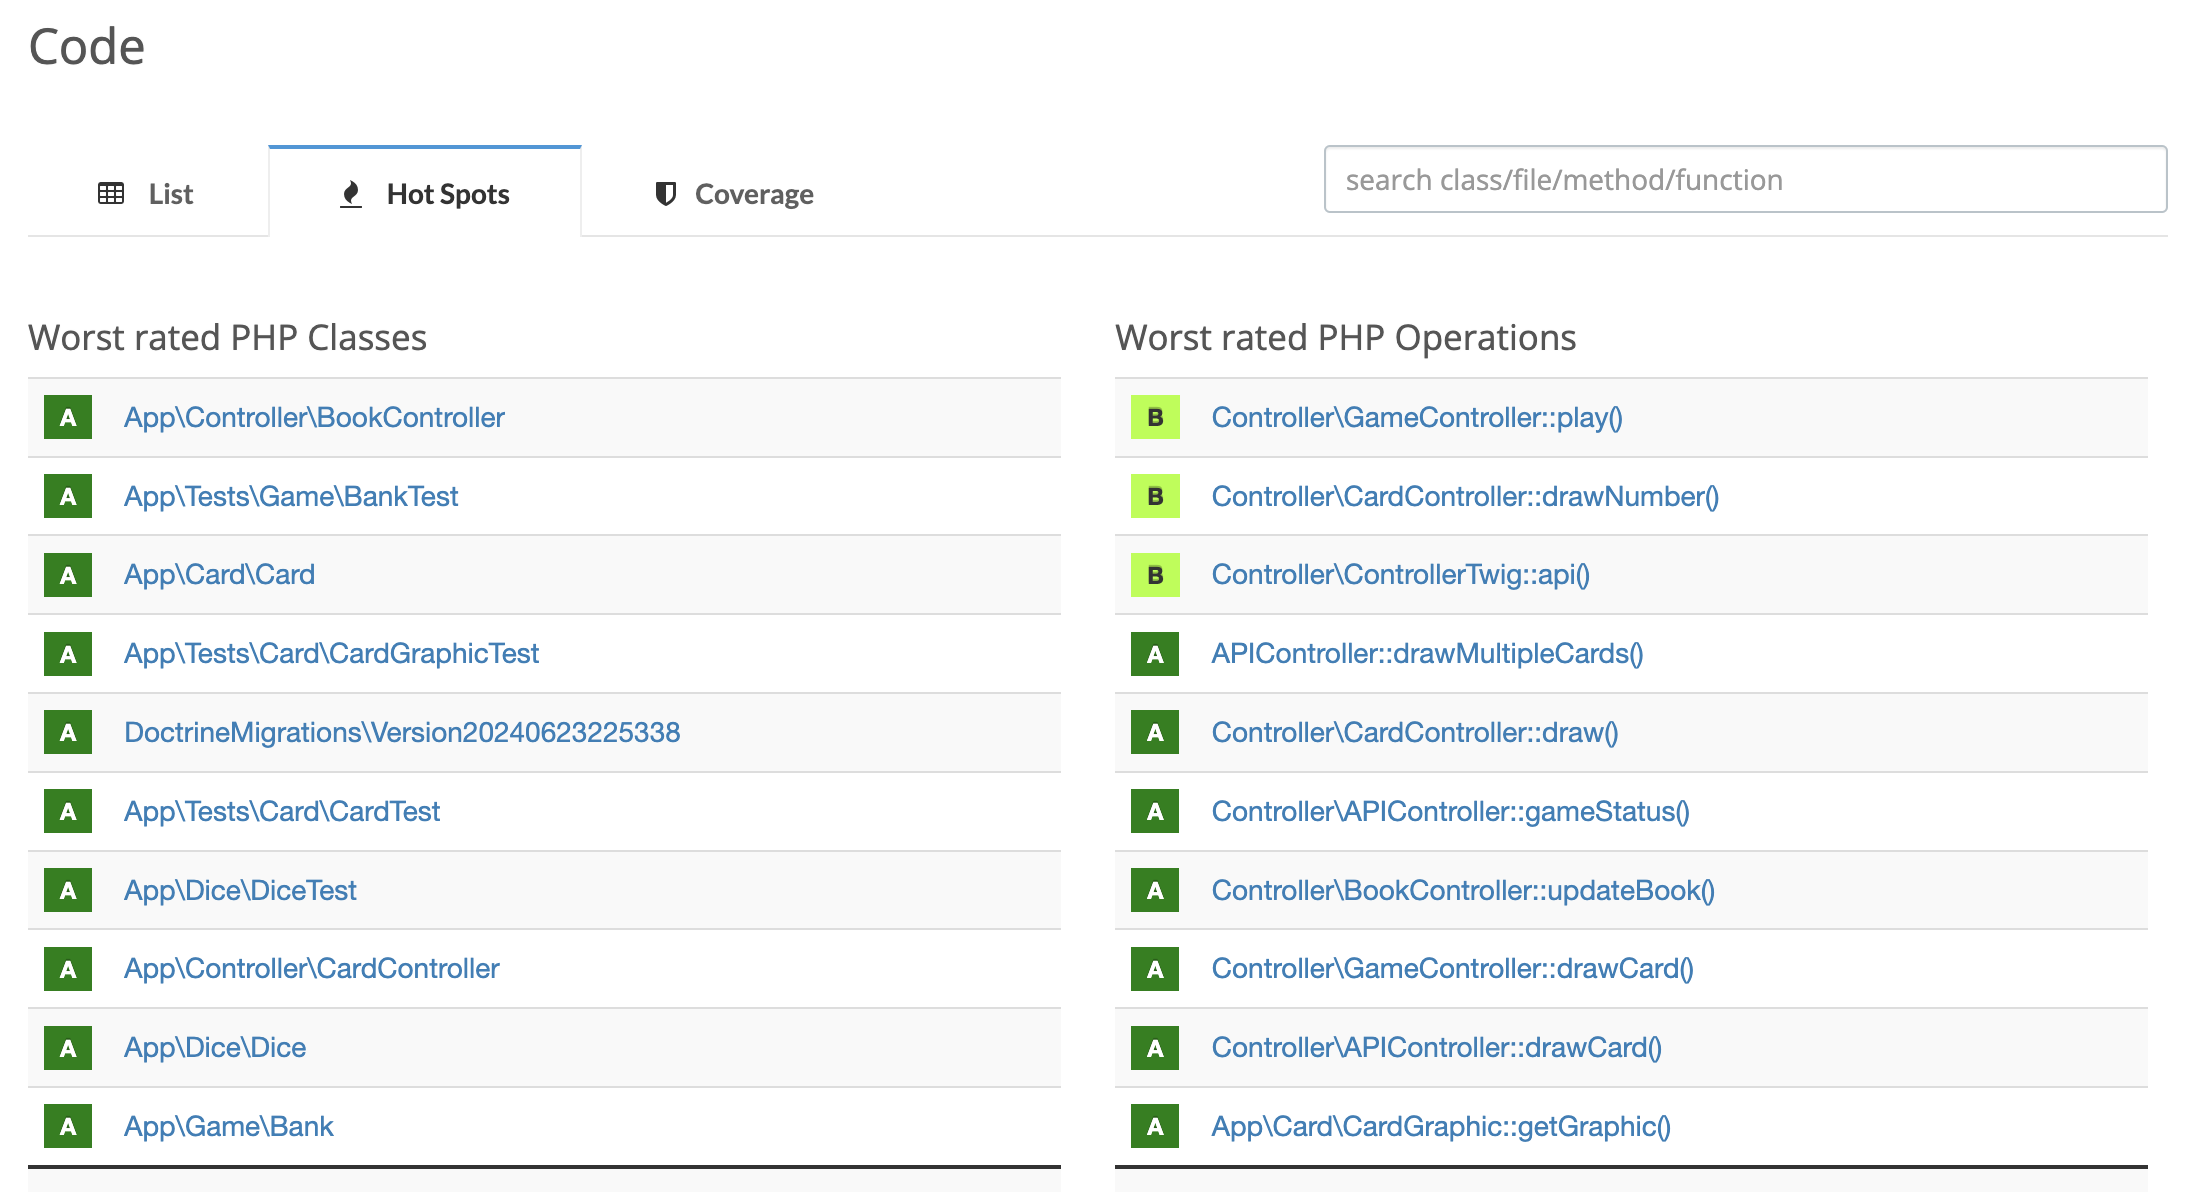 Code
List
Hot Spots
Coverage
search class/file/method/function
Worst rated PHP Classes
A App\Controller\BookController
A App\Tests\Game\BankTest
A App\Card\Card
A App\Tests\Card\CardGraphicTest
A DoctrineMigrations\Version20240623225338
A App\Tests\Card\CardTest
A App\Dice\DiceTest
A App\Controller\CardController
A App\Dice\Dice
A App\Game\Bank
Worst rated PHP Operations
B Controller\GameController::play()
B Controller\CardController::drawNumber()
B Controller\ControllerTwig::api()
A APIController::drawMultipleCards()
A Controller\CardController::draw()
A Controller\APIController::gameStatus()
A Controller\BookController::updateBook()
A Controller\GameController::drawCard()
A Controller\APIController::drawCard()
A App\Card\CardGraphic::getGraphic()